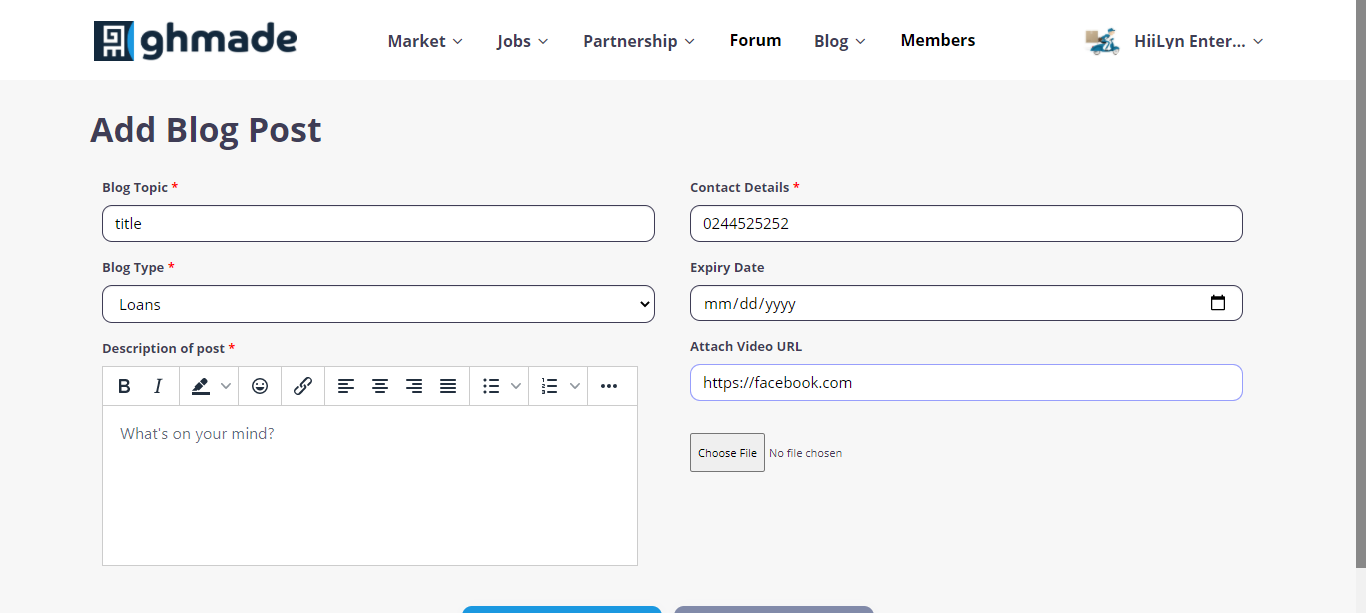 ghmade
Market Jobs Partnership Forum Blog Members HiiLyn Enter...
Add Blog Post
Blog Topic *
title
Blog Type *
Loans
Description of post *
B I
What's on your mind?
Contact Details *
0244525252
Expiry Date
mm/dd/yyyy
Attach Video URL
https://facebook.com
Choose File No file chosen